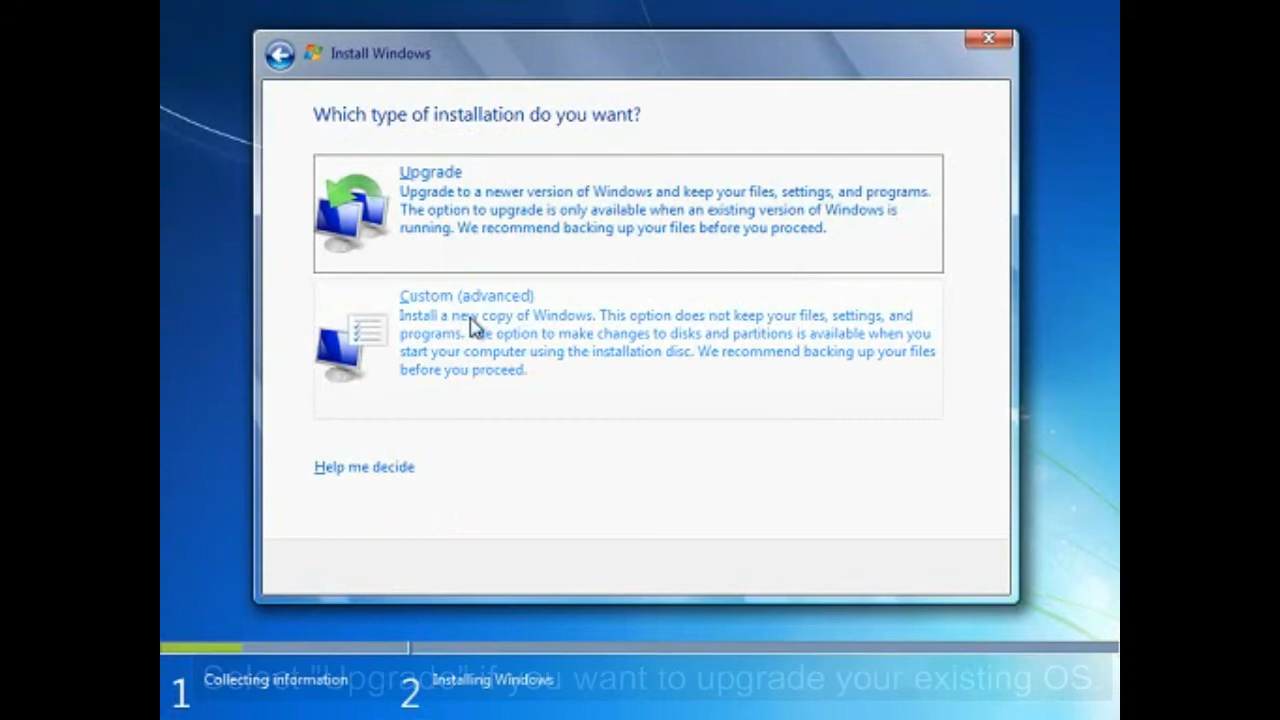 Install Windows
Which type of installation do you want?
Upgrade
Upgrade to a newer version of Windows and keep your files, settings, and programs.
The option to upgrade is only available when an existing version of Windows is
running. We recommend backing up your files before you proceed.
Custom (advanced)
Install a new copy of Windows. This option does not keep your files, settings, and
programs. The option to make changes to disks and partitions is available when you
start your computer using the installation disc. We recommend backing up your files
before you proceed.
Help me decide
1 Collecting information 2 Installing Windows
Select "Upgrade" if you want to upgrade your existing OS.